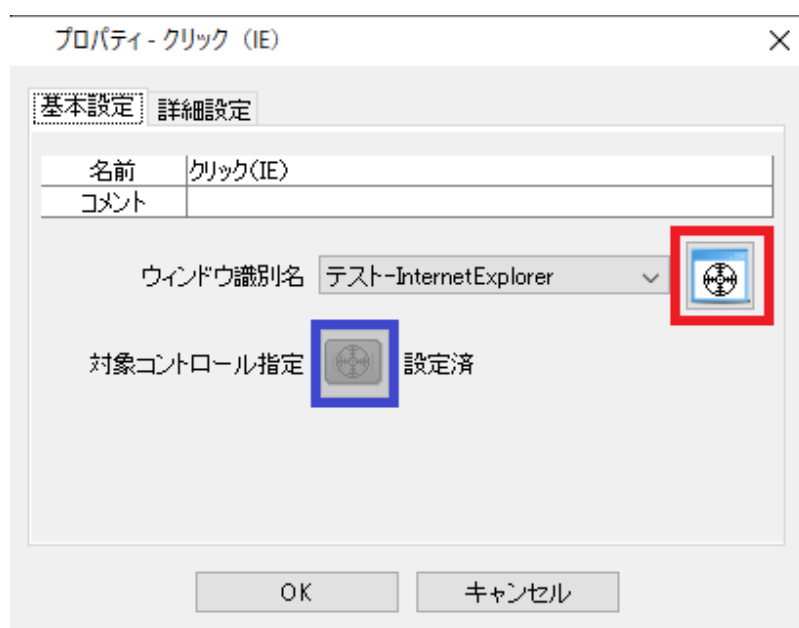 プロパティ - クリック（IE）
基本設定 詳細設定
名前 クリック(IE)
コメント
ウィンドウ識別名 テスト-InternetExplorer
対象コントロール指定 設定済
OK キャンセル